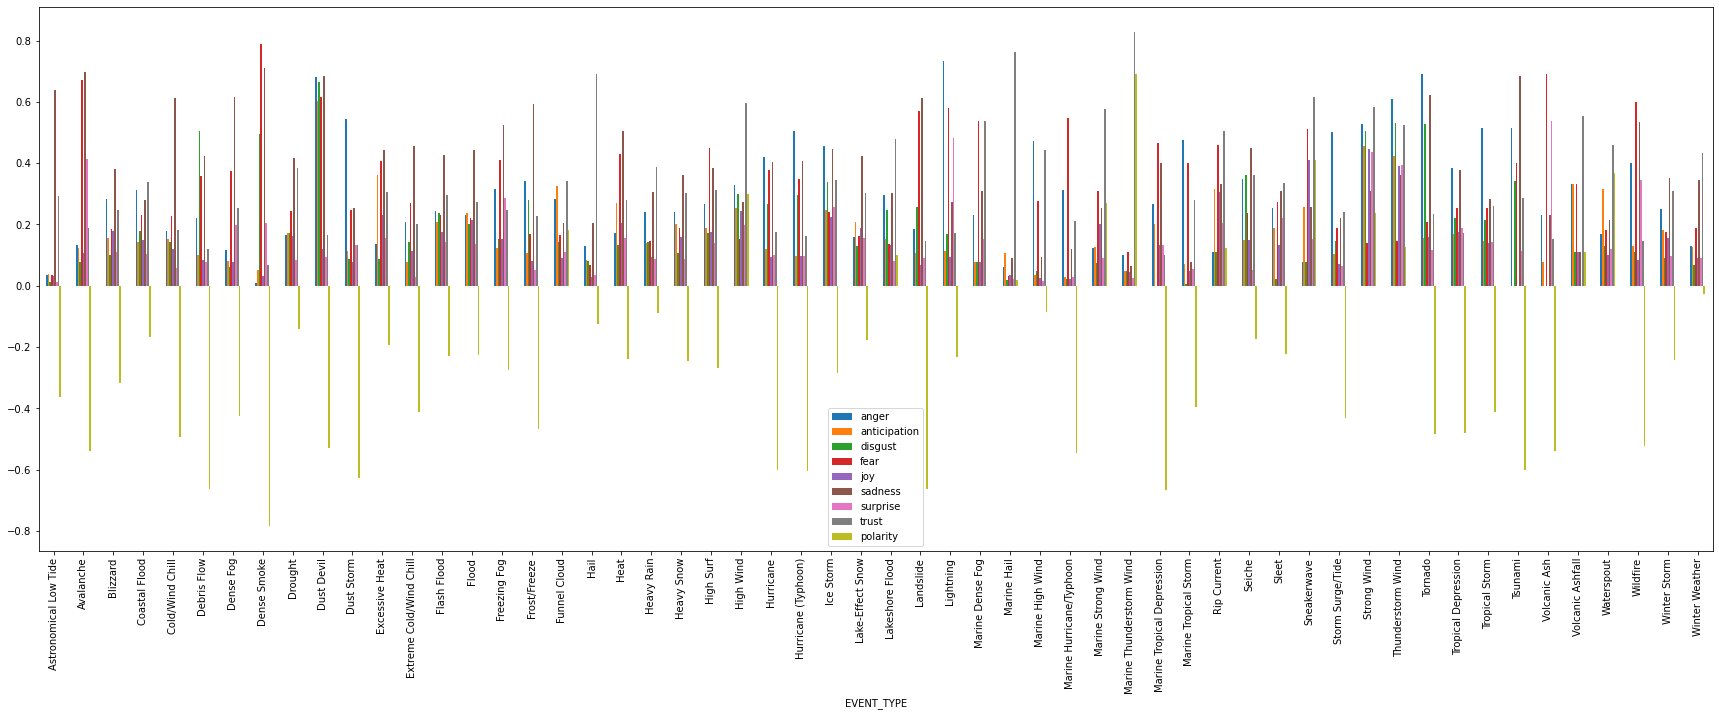 0.8
0.6
0.4
0.2
0.0
−0.2
−0.4
−0.6
−0.8
anger
anticipation
disgust
fear
joy
sadness
surprise
trust
polarity
Astronomical Low Tide
Avalanche
Blizzard
Coastal Flood
Cold/Wind Chill
Debris Flow
Dense Fog
Dense Smoke
Drought
Dust Devil
Dust Storm
Excessive Heat
Extreme Cold/Wind Chill
Flash Flood
Flood
Freezing Fog
Frost/Freeze
Funnel Cloud
Hail
Heat
Heavy Rain
Heavy Snow
High Surf
High Wind
Hurricane
Hurricane (Typhoon)
Ice Storm
Lake-Effect Snow
Lakeshore Flood
Landslide
Lightning
Marine Dense Fog
Marine Hail
Marine High Wind
Marine Hurricane/Typhoon
Marine Strong Wind
Marine Thunderstorm Wind
Marine Tropical Depression
Marine Tropical Storm
Rip Current
Seiche
Sleet
Sneakerwave
Storm Surge/Tide
Strong Wind
Thunderstorm Wind
Tornado
Tropical Depression
Tropical Storm
Tsunami
Volcanic Ash
Volcanic Ashfall
Waterspout
Wildfire
Winter Storm
Winter Weather
EVENT_TYPE